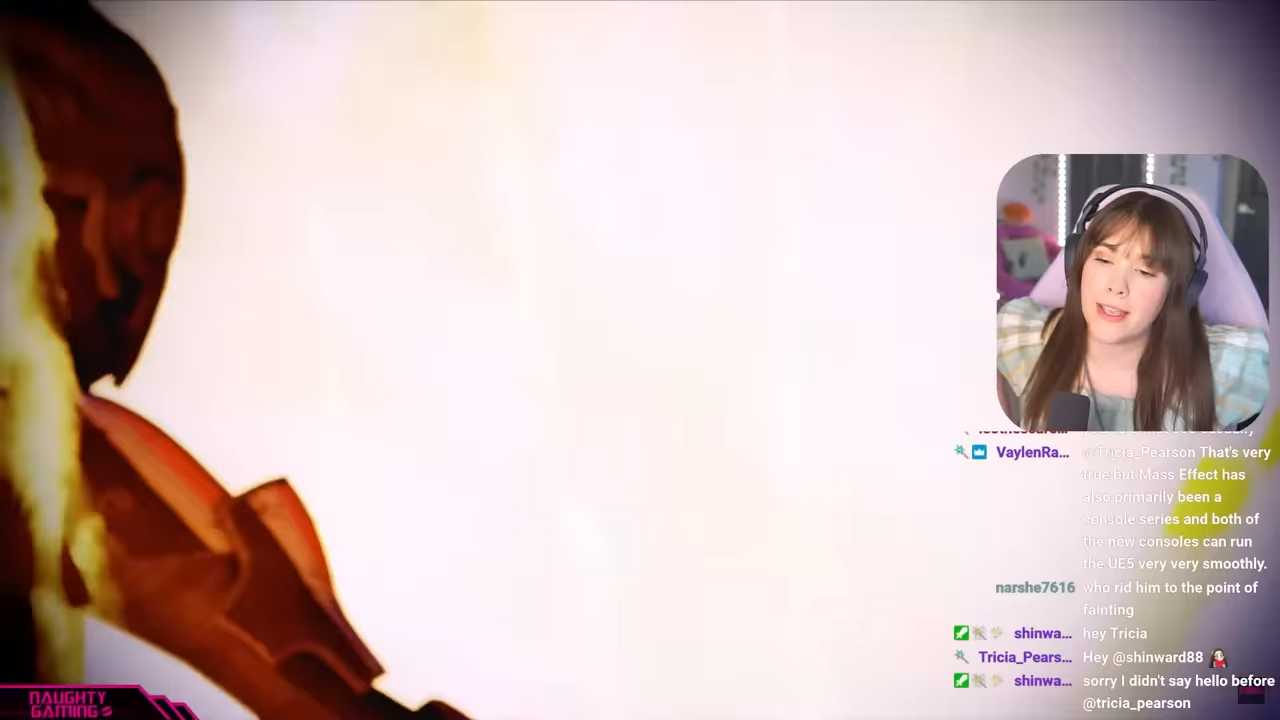 VaylenRa... @Tricia_Pearson That's very
true but Mass Effect has
also primarily been a
console series and both of
the new consoles can run
the UE5 very very smoothly.
narshe7616 who rid him to the point of
fainting
shinwa... hey Tricia
Tricia_Pears... Hey @shinward88
shinwa... sorry I didn't say hello before
@tricia_pearson
NAUGHTY
GAMING